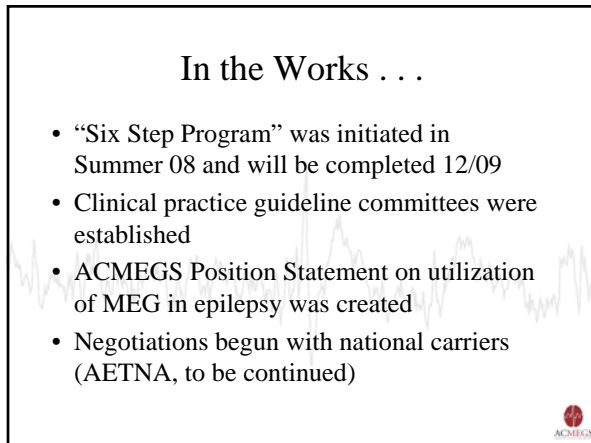 In the Works . . .
• “Six Step Program” was initiated in
Summer 08 and will be completed 12/09
• Clinical practice guideline committees were
established
• ACMEGS Position Statement on utilization
of MEG in epilepsy was created
• Negotiations begun with national carriers
(AETNA, to be continued)
ACMEGS